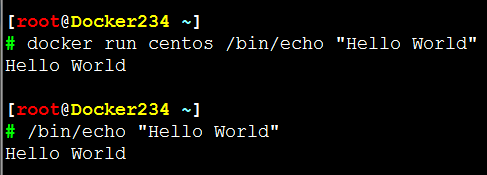 [root@Docker234 ~]
# docker run centos /bin/echo "Hello World"
Hello World
[root@Docker234 ~]
# /bin/echo "Hello World"
Hello World